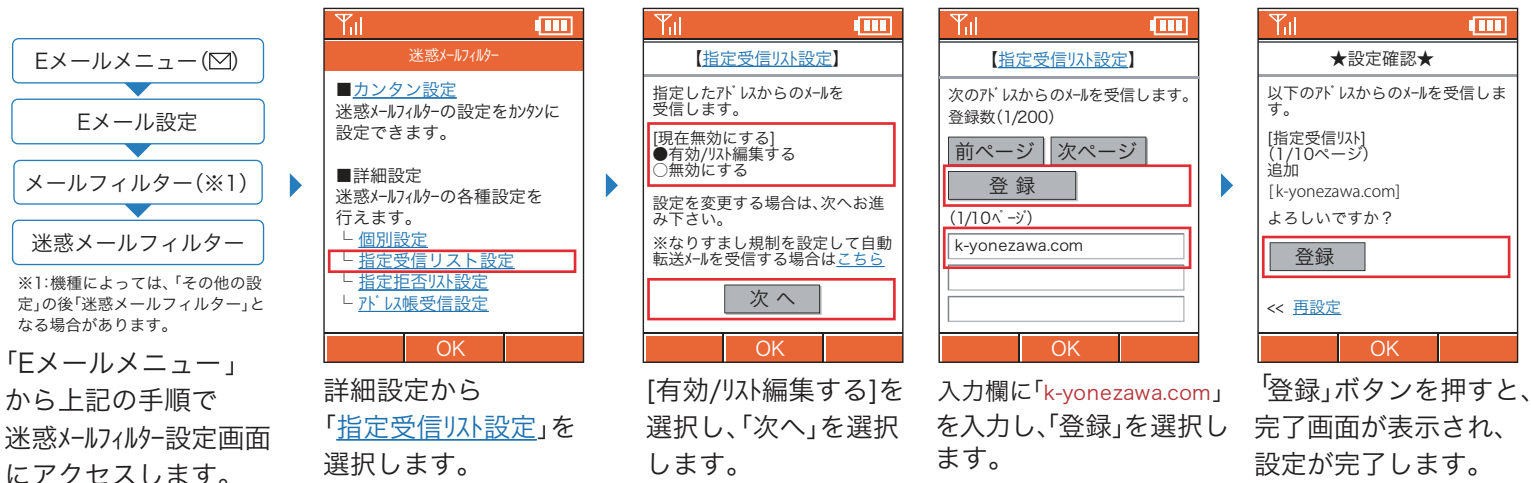 Eメールメニュー(✉)
Eメール設定
メールフィルター(※1)
迷惑メールフィルター
※1:機種によっては、「その他の設
定」の後「迷惑メールフィルター」と
なる場合があります。
「Eメールメニュー」
から上記の手順で
迷惑ﾒｰﾙﾌｨﾙﾀｰ設定画面
にアクセスします。
迷惑ﾒｰﾙﾌｨﾙﾀｰ
■カンタン設定
迷惑ﾒｰﾙﾌｨﾙﾀｰの設定をｶﾝﾀﾝに
設定できます。
■詳細設定
迷惑ﾒｰﾙﾌｨﾙﾀｰの各種設定を
行えます。
└ 個別設定
└ 指定受信リスト設定
└ 指定拒否ﾘｽﾄ設定
└ ｱﾄﾞﾚｽ帳受信設定
OK
詳細設定から
「指定受信ﾘｽﾄ設定」を
選択します。
【指定受信ﾘｽﾄ設定】
指定したｱﾄﾞﾚｽからのﾒｰﾙを
受信します。
[現在無効にする]
●有効/ﾘｽﾄ編集する
○無効にする
設定を変更する場合は、次へお進
み下さい。
※なりすまし規制を設定して自動
転送ﾒｰﾙを受信する場合はこちら
次 へ
OK
[有効/ﾘｽﾄ編集する]を
選択し、「次へ」を選択
します。
【指定受信ﾘｽﾄ設定】
次のｱﾄﾞﾚｽからのﾒｰﾙを受信します。
登録数(1/200)
前ページ 次ページ
登 録
(1/10ﾍﾟｰｼﾞ)
k-yonezawa.com
OK
入力欄に「k-yonezawa.com」
を入力し、「登録」を選択し
ます。
★設定確認★
以下のｱﾄﾞﾚｽからのﾒｰﾙを受信しま
す。
[指定受信ﾘｽﾄ]
(1/10ページ)
追加
[k-yonezawa.com]
よろしいですか？
登録
<< 再設定
OK
「登録」ボタンを押すと、
完了画面が表示され、
設定が完了します。